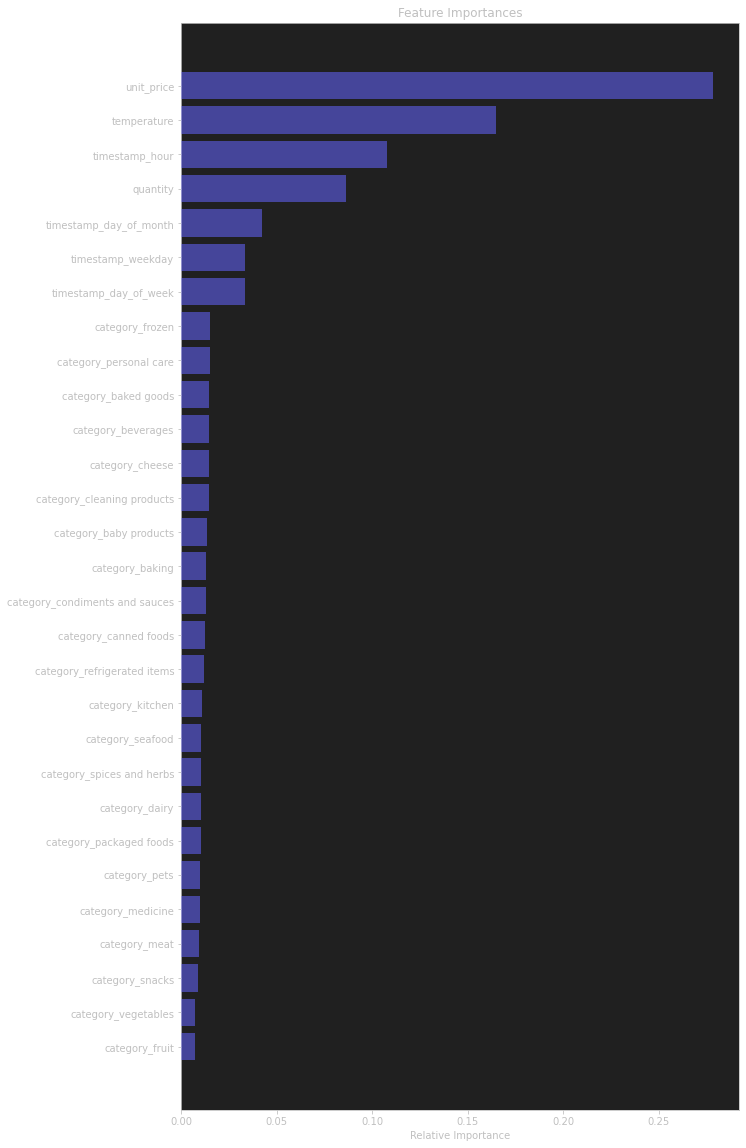 Feature Importances
unit_price
temperature
timestamp_hour
quantity
timestamp_day_of_month
timestamp_weekday
timestamp_day_of_week
category_frozen
category_personal care
category_baked goods
category_beverages
category_cheese
category_cleaning products
category_baby products
category_baking
category_condiments and sauces
category_canned foods
category_refrigerated items
category_kitchen
category_seafood
category_spices and herbs
category_dairy
category_packaged foods
category_pets
category_medicine
category_meat
category_snacks
category_vegetables
category_fruit
0.00 0.05 0.10 0.15 0.20 0.25
Relative Importance